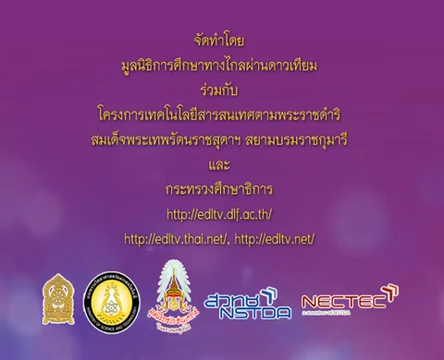 จัดทำโดย
มูลนิธิการศึกษาทางไกลผ่านดาวเทียม
ร่วมกับ
โครงการเทคโนโลยีสารสนเทศตามพระราชดำริ
สมเด็จพระเทพรัตนราชสุดาฯ สยามบรมราชกุมารี
และ
กระทรวงศึกษาธิการ
http://edltv.dlf.ac.th/
http://edltv.thai.net/, http://edltv.net/
สวทช
NSTDA
NECTEC